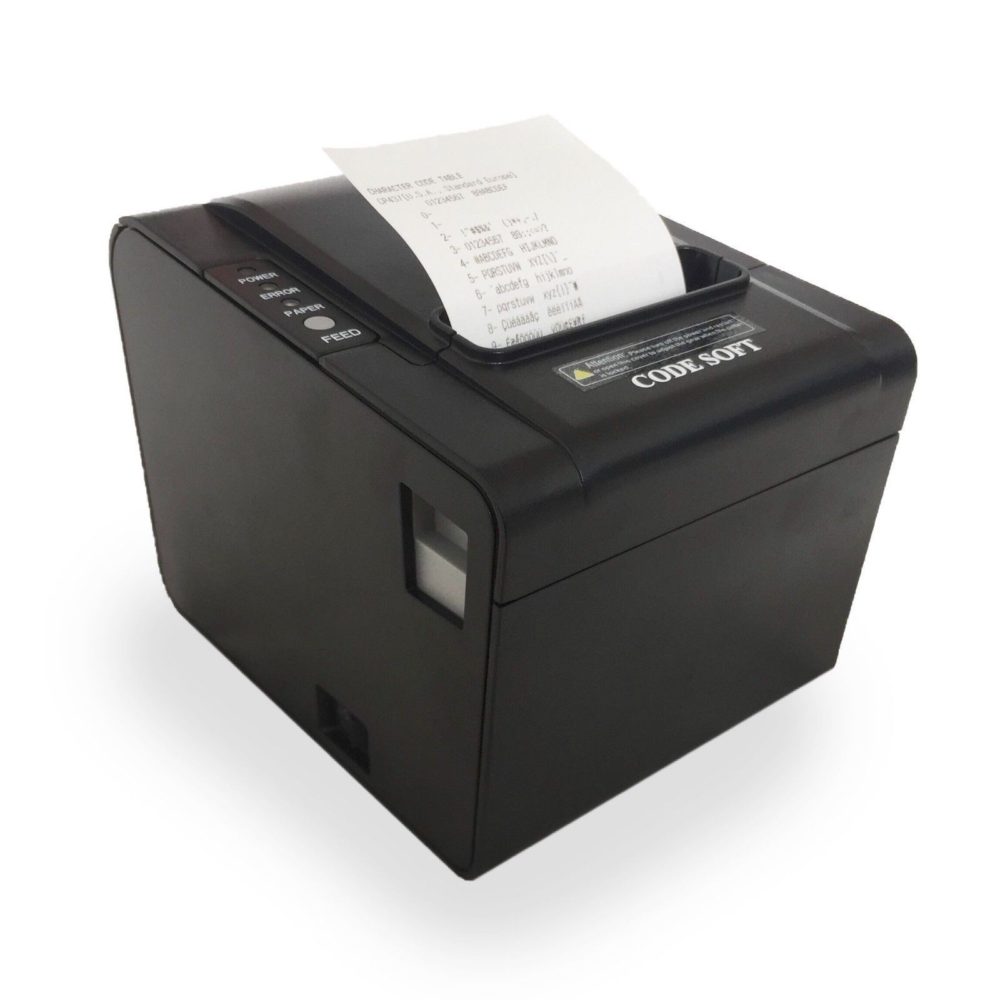 CHARACTER CODE TABLE
CP437[U.S.A., Standard Europe]
01234567 89ABCDEF
0-
1-
2- !"#$%&' ()*+,-./
3- 01234567 89:;<=>?
4- @ABCDEFG HIJKLMNO
5- PQRSTUVW XYZ[\]^_
6- `abcdefg hijklmno
7- pqrstuvw xyz{|}~
8- Çüéâäàåç êëèïîìÄÅ
9-
POWER
ERROR
PAPER
FEED
Attention: Please turn off the power and restart,
or open this cover to adjust the gear when the cutter
is locked.
CODE SOFT